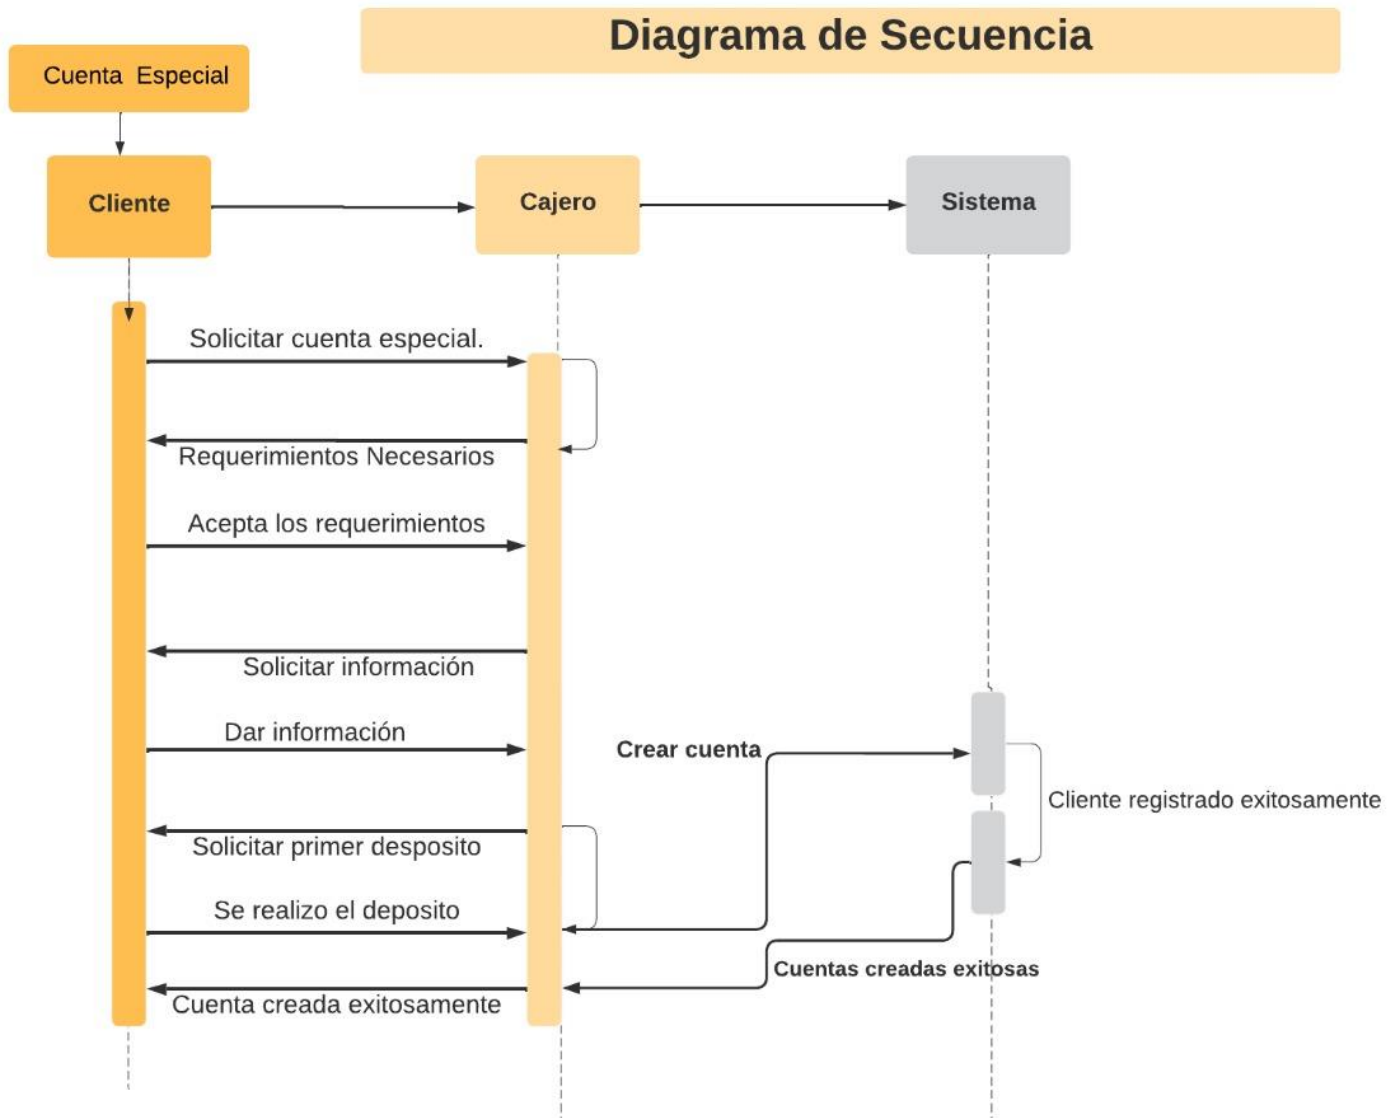 Diagrama de Secuencia
Cuenta Especial
Cliente
Cajero
Sistema
Solicitar cuenta especial.
Requerimientos Necesarios
Acepta los requerimientos
Solicitar información
Dar información
Crear cuenta
Cliente registrado exitosamente
Solicitar primer desposito
Se realizo el deposito
Cuentas creadas exitosas
Cuenta creada exitosamente